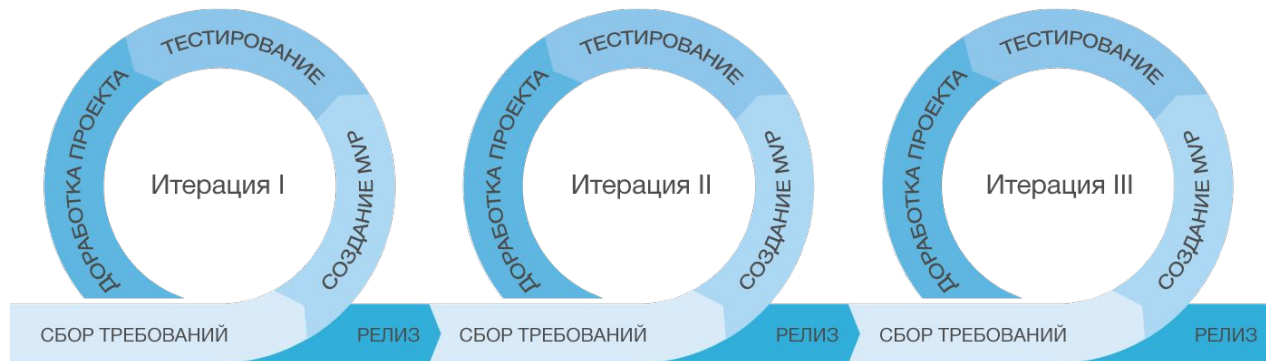 ТЕСТИРОВАНИЕ
ДОРАБОТКА ПРОЕКТА
Итерация I
СОЗДАНИЕ MVP
СБОР ТРЕБОВАНИЙ
РЕЛИЗ
ТЕСТИРОВАНИЕ
ДОРАБОТКА ПРОЕКТА
Итерация II
СОЗДАНИЕ MVP
СБОР ТРЕБОВАНИЙ
РЕЛИЗ
ТЕСТИРОВАНИЕ
ДОРАБОТКА ПРОЕКТА
Итерация III
СОЗДАНИЕ MVP
СБОР ТРЕБОВАНИЙ
РЕЛИЗ